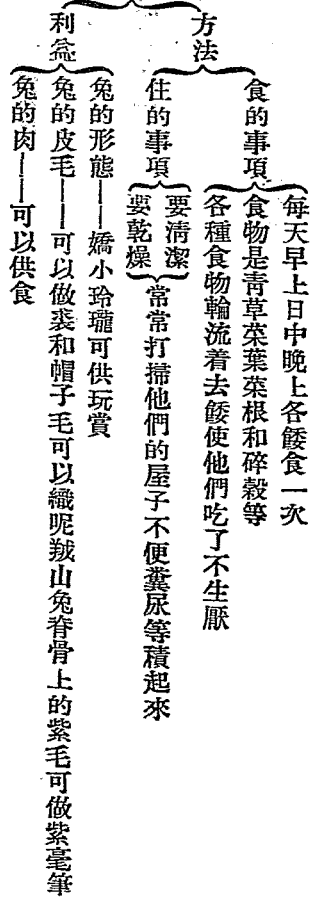 方法
食的事項
每天早上日中晚上各餧食一次
食物是靑草菜葉菜根和碎穀等
各種食物輪流着去餧使他們吃了不生厭
住的事項
要淸潔
要乾燥
常常打掃他們的屋子不便糞尿等積起來
利益
兔的形態——嬌小玲瓏可供玩賞
兔的皮毛——可以做裘和帽子毛可以織呢羢山兔脊骨上的紫毛可做紫毫筆
兔的肉——可以供食